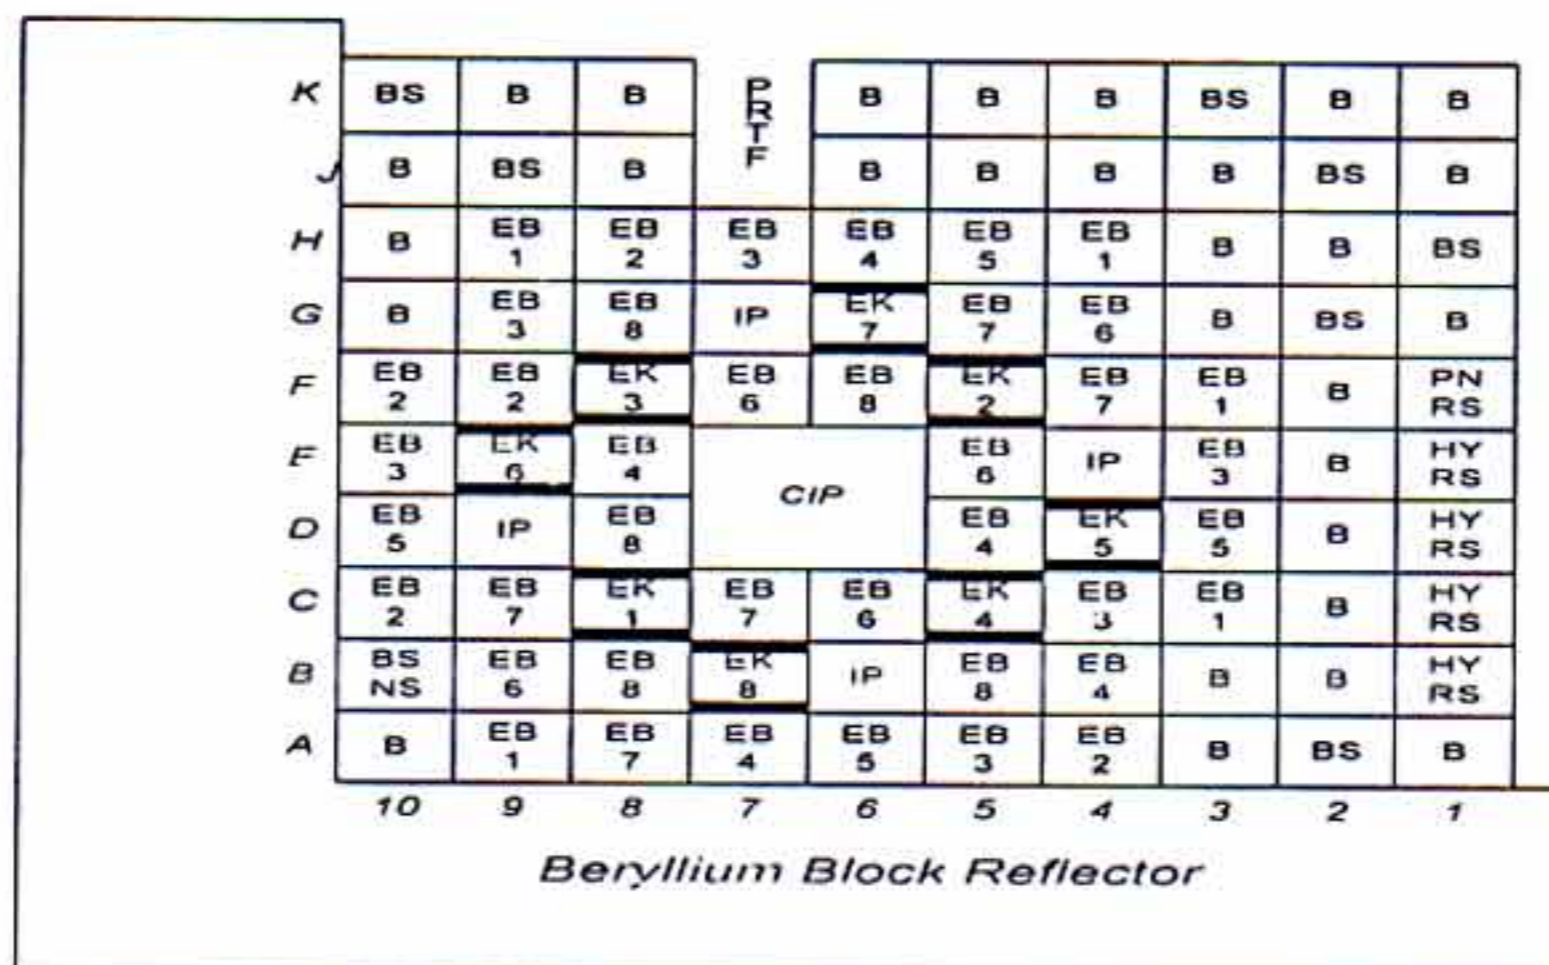 K BS B B PRTF B B B BS B B
J B BS B B B B B BS B
H B EB 1 EB 2 EB 3 EB 4 EB 5 EB 1 B B BS
G B EB 3 EB 8 IP EK 7 EB 7 EB 6 B BS B
F EB 2 EB 2 EK 3 EB 6 EB 8 EK 2 EB 7 EB 1 B PN RS
E EB 3 EK 6 EB 4 CIP EB 6 IP EB 3 B HY RS
D EB 5 IP EB 8 EB 4 EK 5 EB 5 B HY RS
C EB 2 EB 7 EK 1 EB 7 EB 6 EK 4 EB 3 EB 1 B HY RS
B BS NS EB 6 EB 8 EK 8 IP EB 8 EB 4 B B HY RS
A B EB 1 EB 7 EB 4 EB 5 EB 3 EB 2 B BS B
10 9 8 7 6 5 4 3 2 1
Beryllium Block Reflector